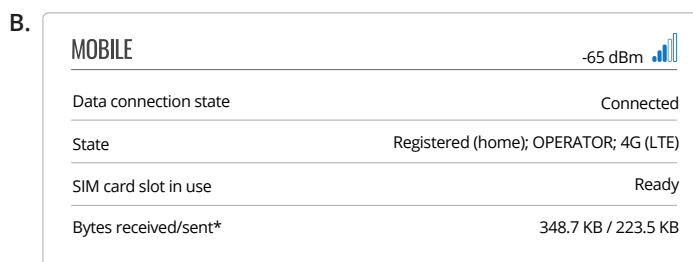 B.
MOBILE -65 dBm
Data connection state Connected
State Registered (home); OPERATOR; 4G (LTE)
SIM card slot in use Ready
Bytes received/sent* 348.7 KB / 223.5 KB